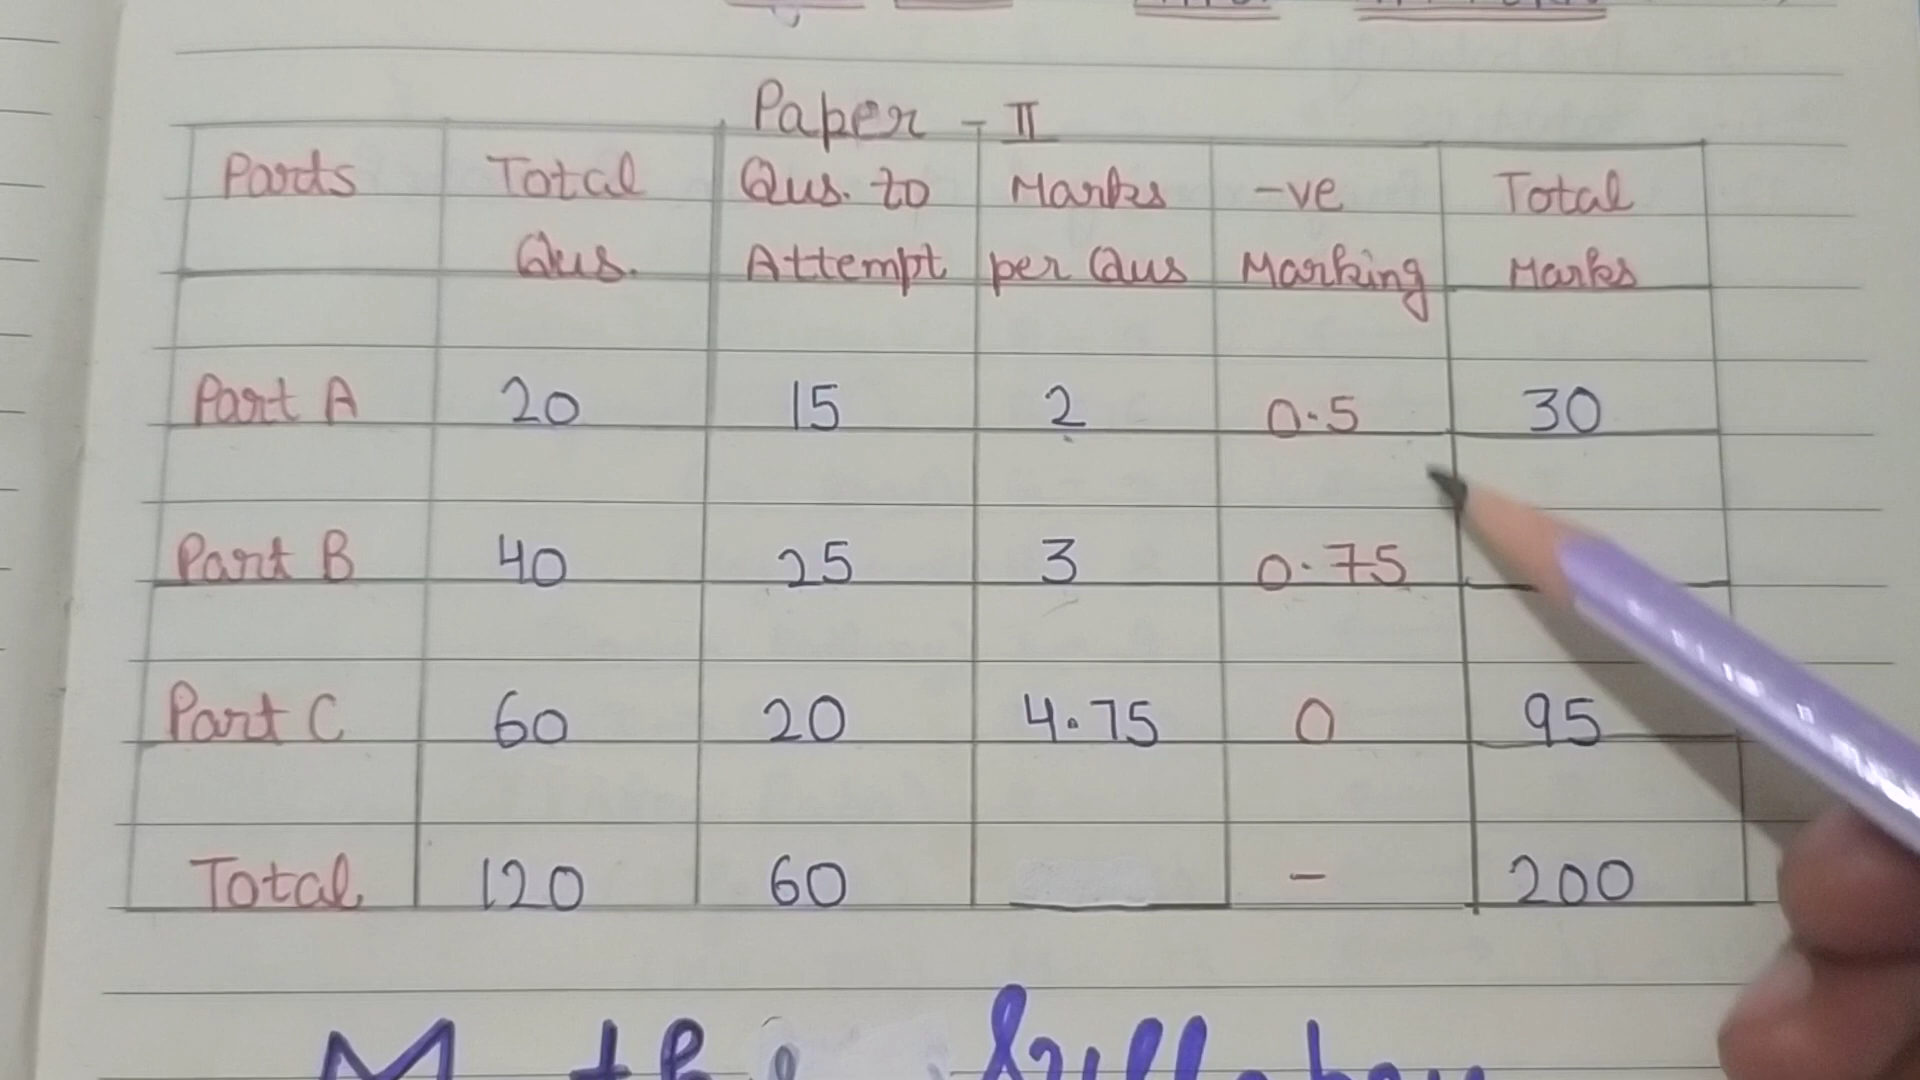 Paper - II
Parts Total Qus. to Marks -ve Total
Qus. Attempt per Qus Marking Marks
Part A 20 15 2 0.5 30
Part B 40 25 3 0.75
Part C 60 20 4.75 0 95
Total 120 60 - 200